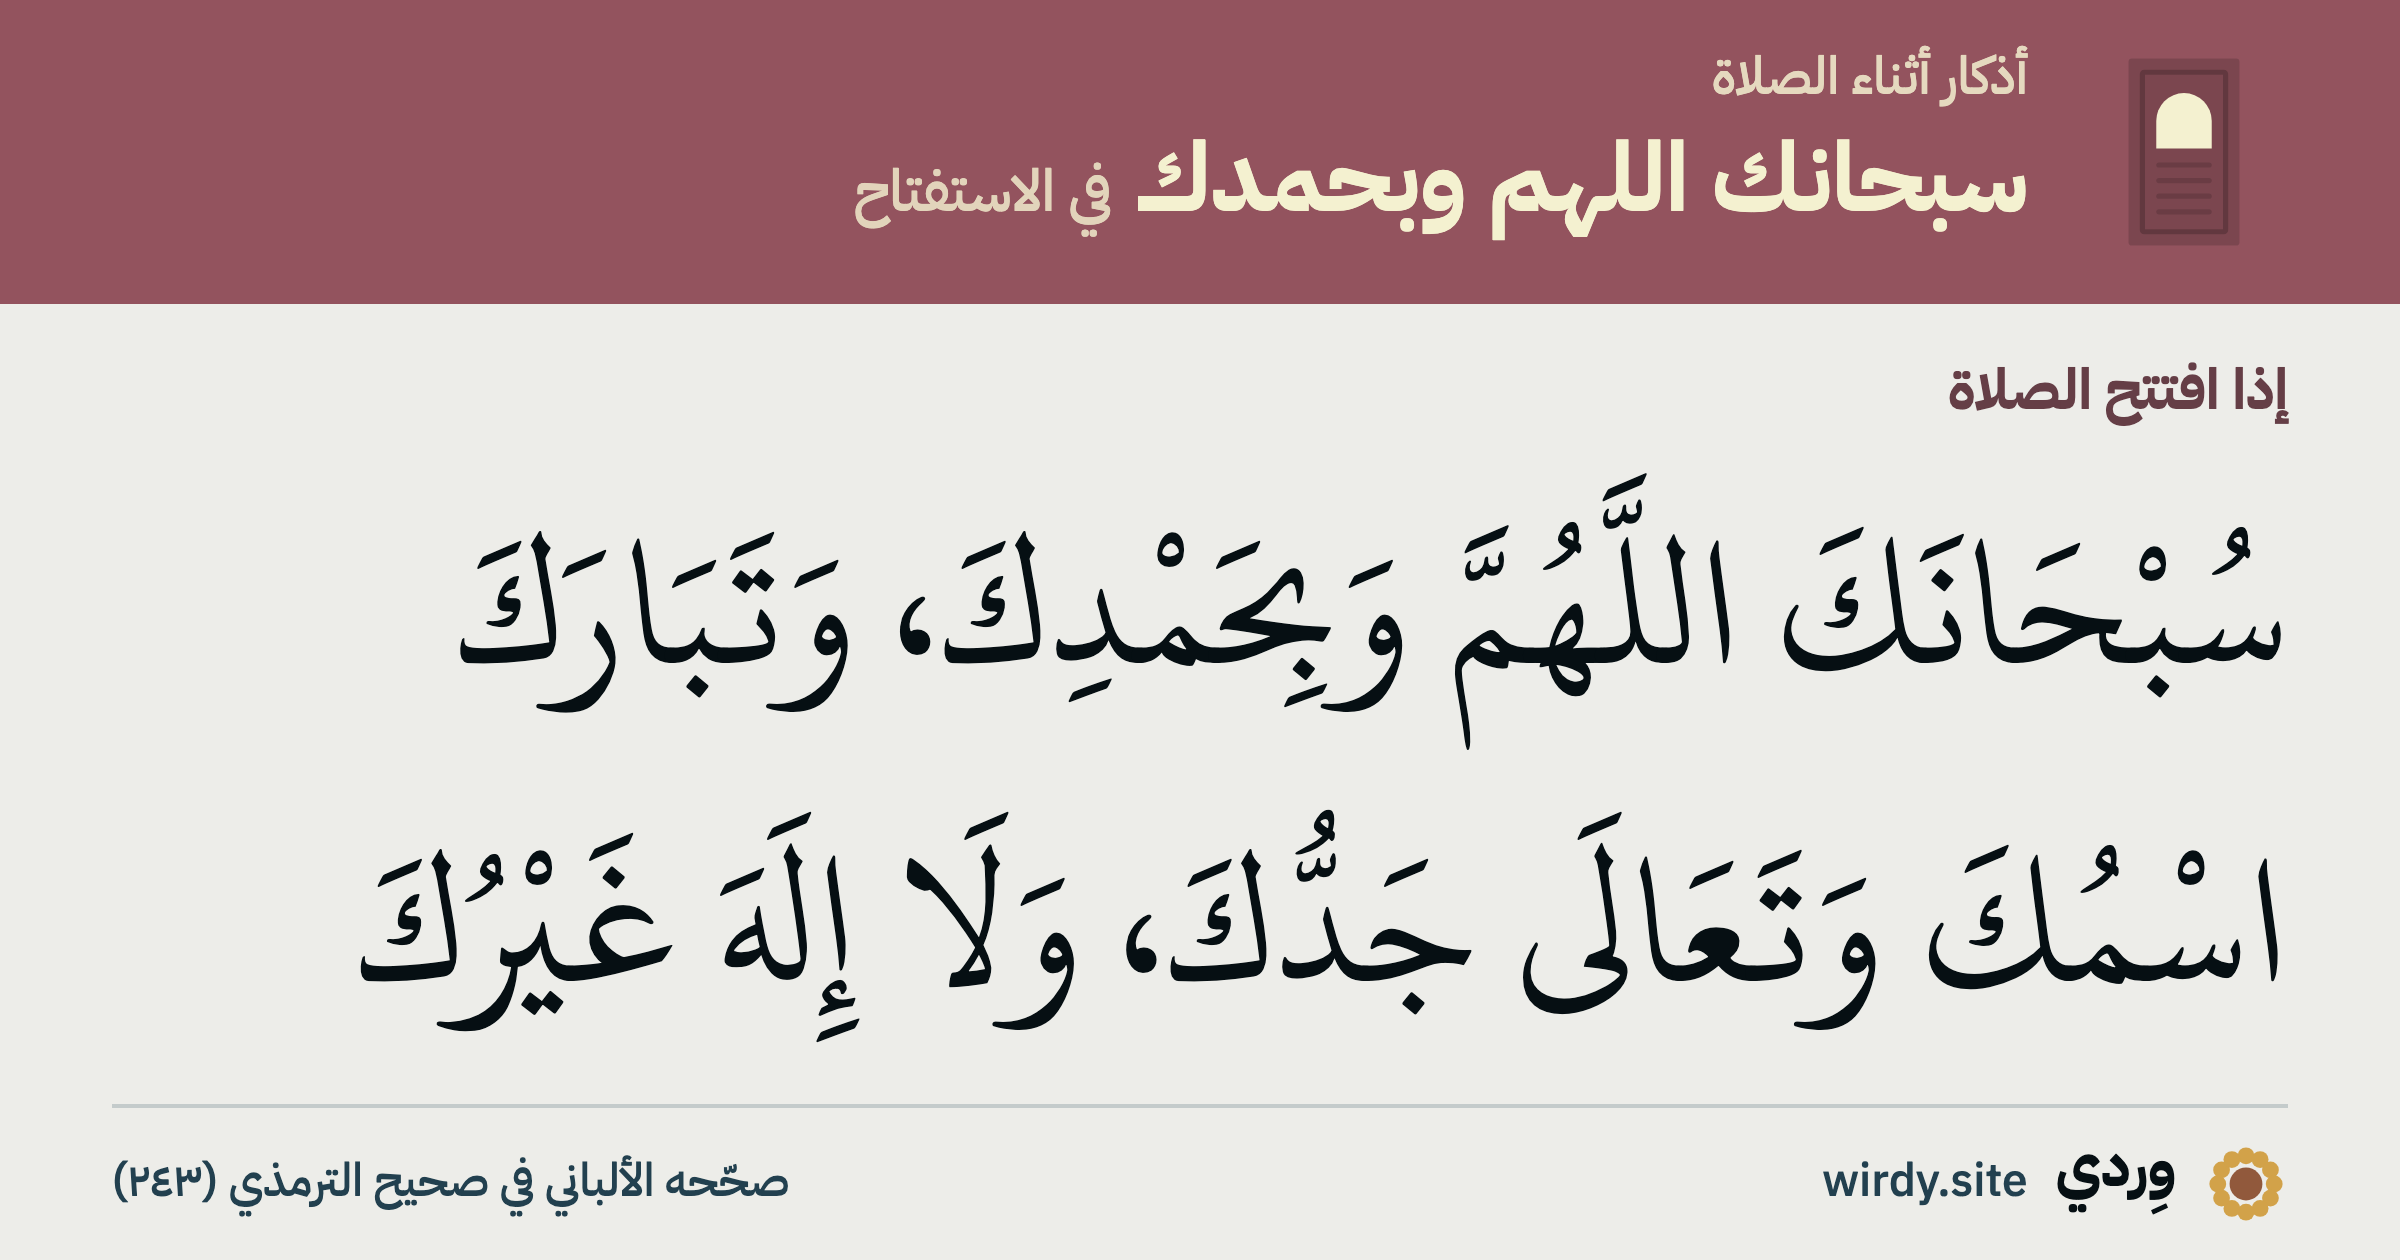 أذكار أثناء الصلاة
سبحانك اللهم وبحمدك في الاستفتاح
إذا افتتح الصلاة
سُبْحَانَكَ اللَّهُمَّ وَبِحَمْدِكَ، وَتَبَارَكَ
اسْمُكَ وَتَعَالَى جَدُّكَ، وَلَا إِلَهَ غَيْرُكَ
وِردي wirdy.site
صحّحه الألباني في صحيح الترمذي (٢٤٣)